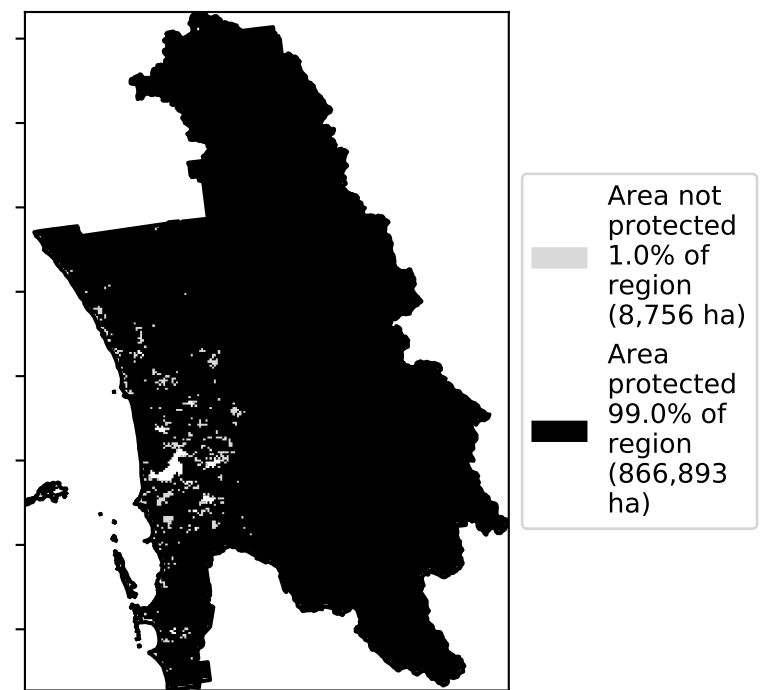 Area not
protected
1.0% of
region
(8,756 ha)
Area
protected
99.0% of
region
(866,893
ha)